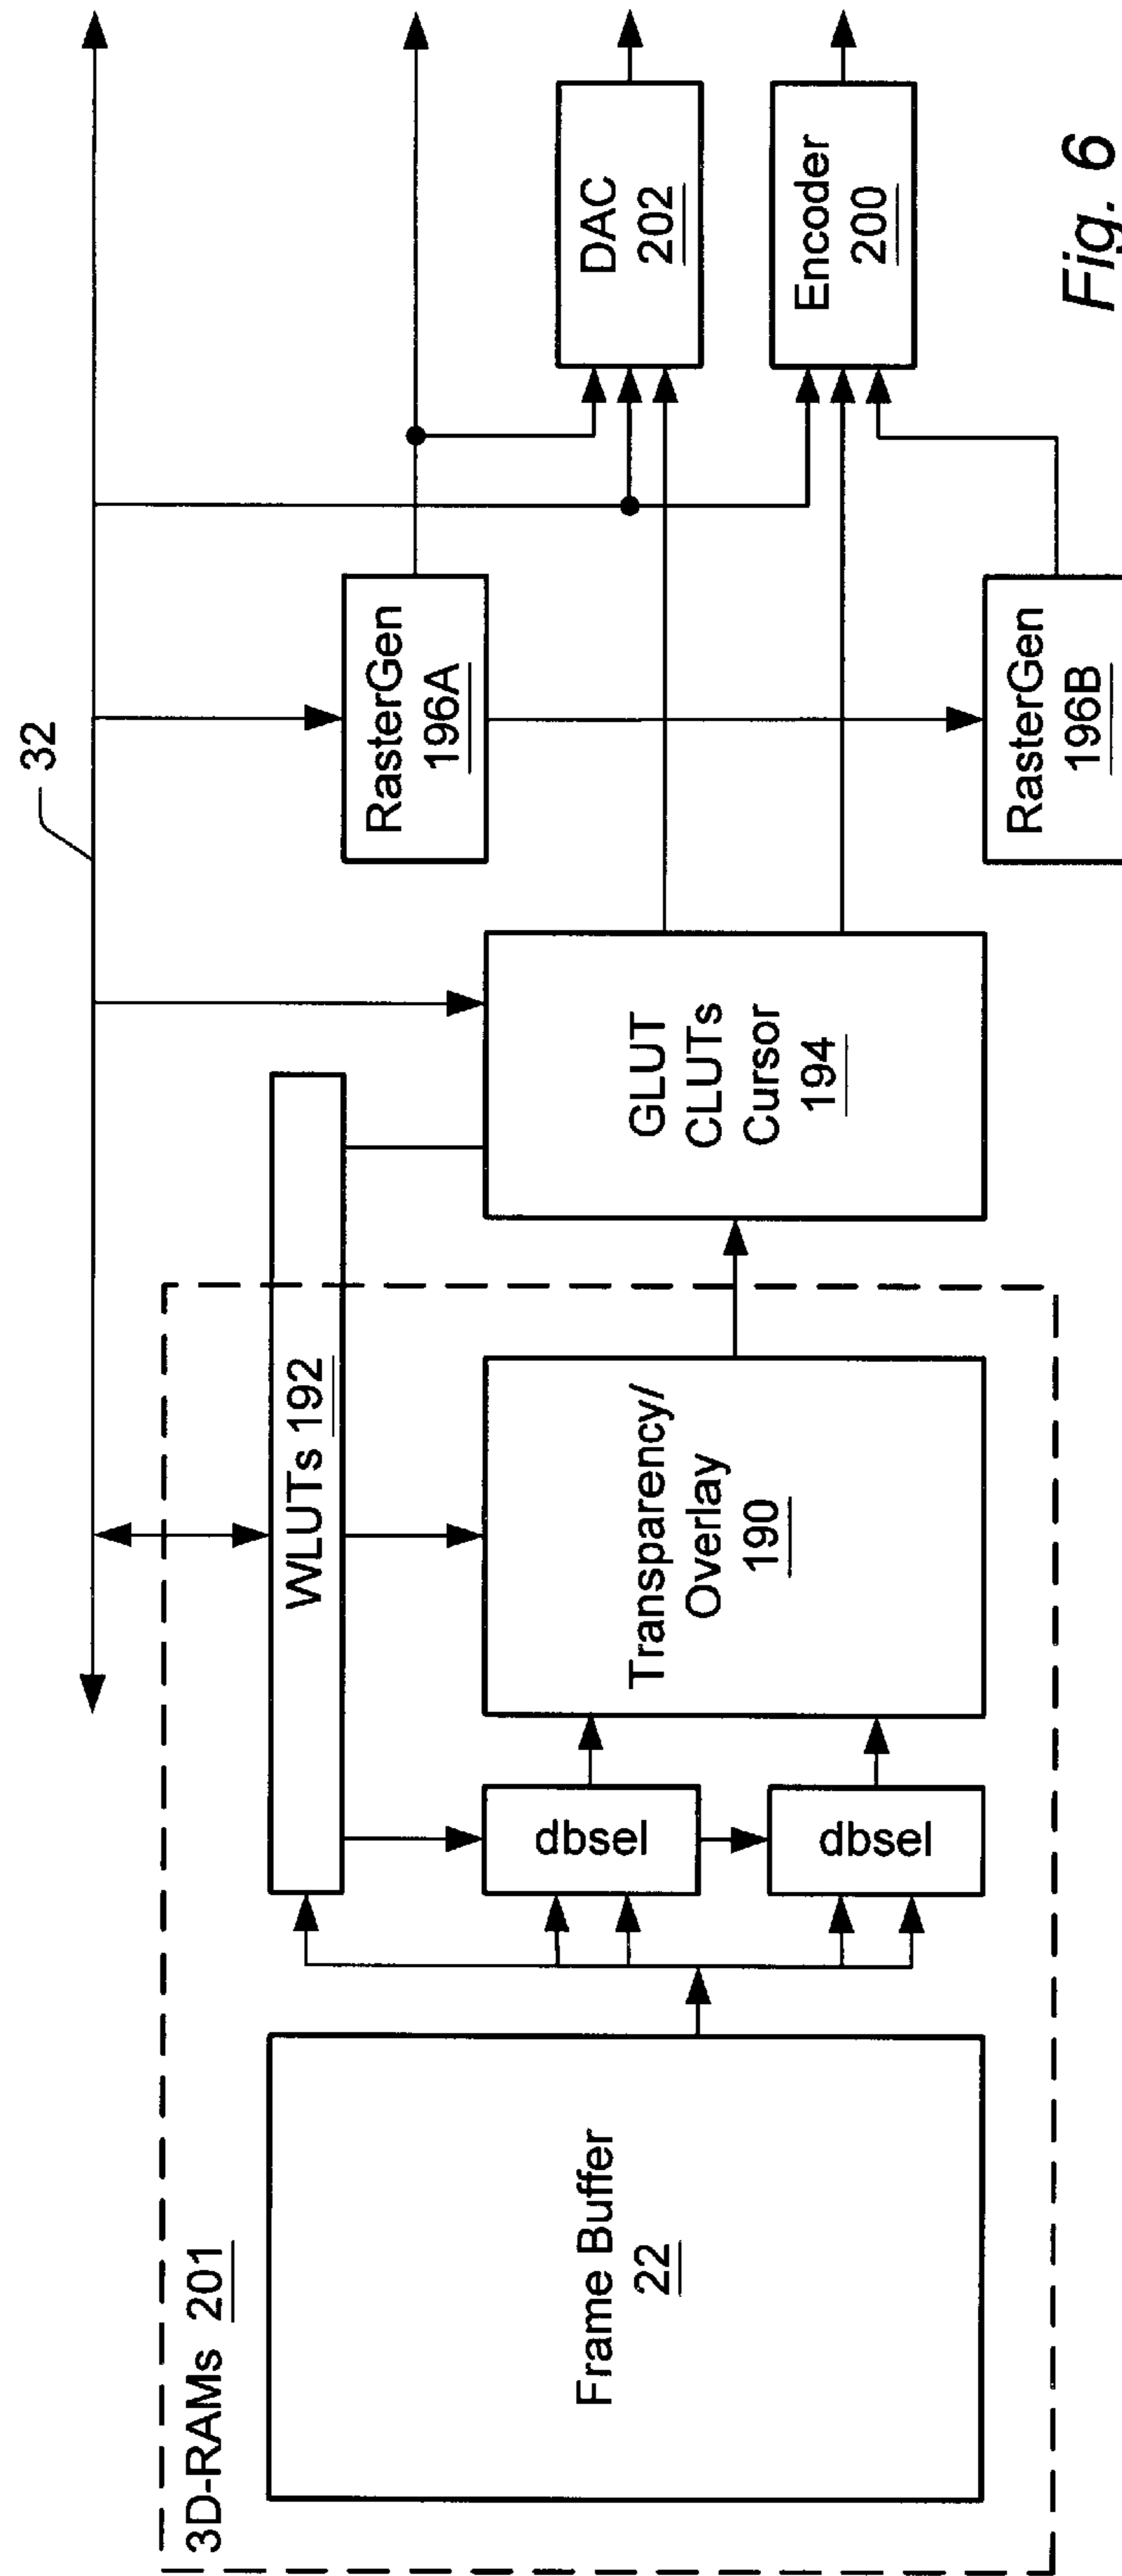 32
3D-RAMs 201
Frame Buffer
22
WLUTs 192
dbsel
dbsel
Transparency/
Overlay
190
GLUT
CLUTs
Cursor
194
RasterGen
196A
RasterGen
196B
DAC
202
Encoder
200
Fig. 6